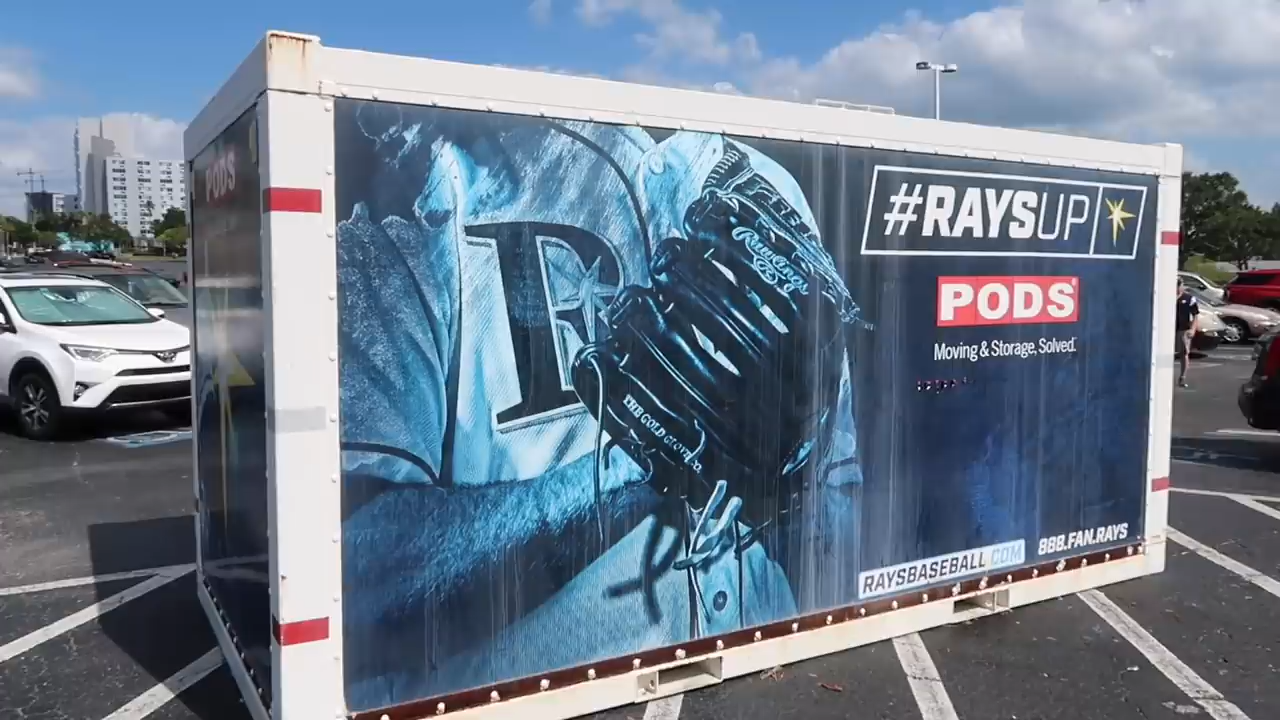 PODS
Rawlings
THE GOLD GLOVE CO.
#RAYSUP
PODS
Moving & Storage, Solved.
RAYSBASEBALL.COM
888.FAN.RAYS